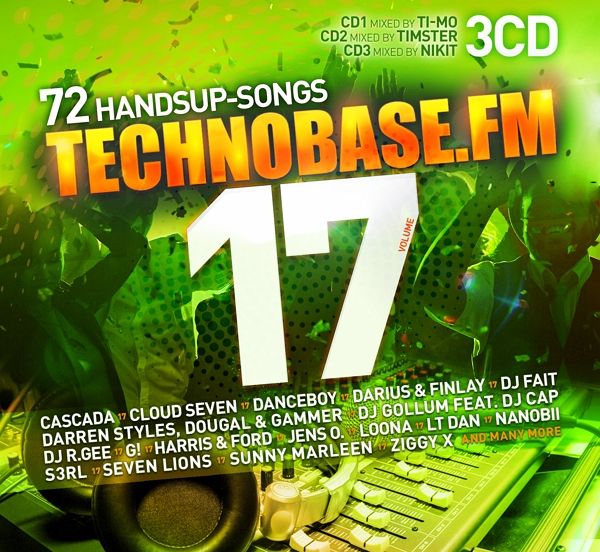 CD1 MIXED BY TI-MO
CD2 MIXED BY TIMSTER
CD3 MIXED BY NIKIT
3CD
72 HANDSUP-SONGS
TECHNOBASE.FM
17
VOLUME
CASCADA 17 CLOUD SEVEN 17 DANCEBOY 17 DARIUS & FINLAY 17 DJ FAIT
DARREN STYLES, DOUGAL & GAMMER 17 DJ GOLLUM FEAT. DJ CAP
DJ R.GEE 17 G! 17 HARRIS & FORD 17 JENS O. 17 LOONA 17 LT DAN 17 NANOBII
S3RL 17 SEVEN LIONS 17 SUNNY MARLEEN 17 ZIGGY X AND MANY MORE